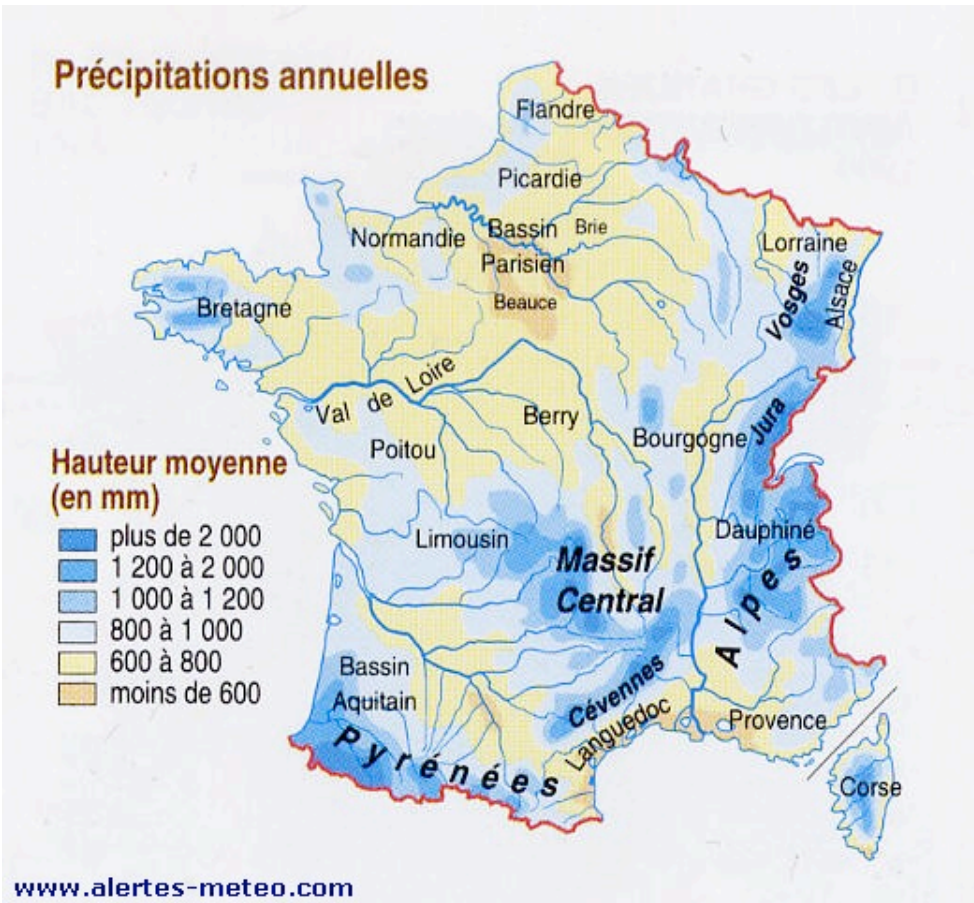 Précipitations annuelles
Flandre
Picardie
Normandie
Bassin
Brie
Parisien
Lorraine
Beauce
Vosges
Alsace
Bretagne
Val de Loire
Berry
Bourgogne
Jura
Poitou
Hauteur moyenne
(en mm)
plus de 2 000
1 200 à 2 000
1 000 à 1 200
800 à 1 000
600 à 800
moins de 600
Limousin
Massif
Central
Dauphiné
Alpes
Bassin
Aquitain
Cévennes
Languedoc
Provence
Pyrénées
Corse
www.alertes-meteo.com